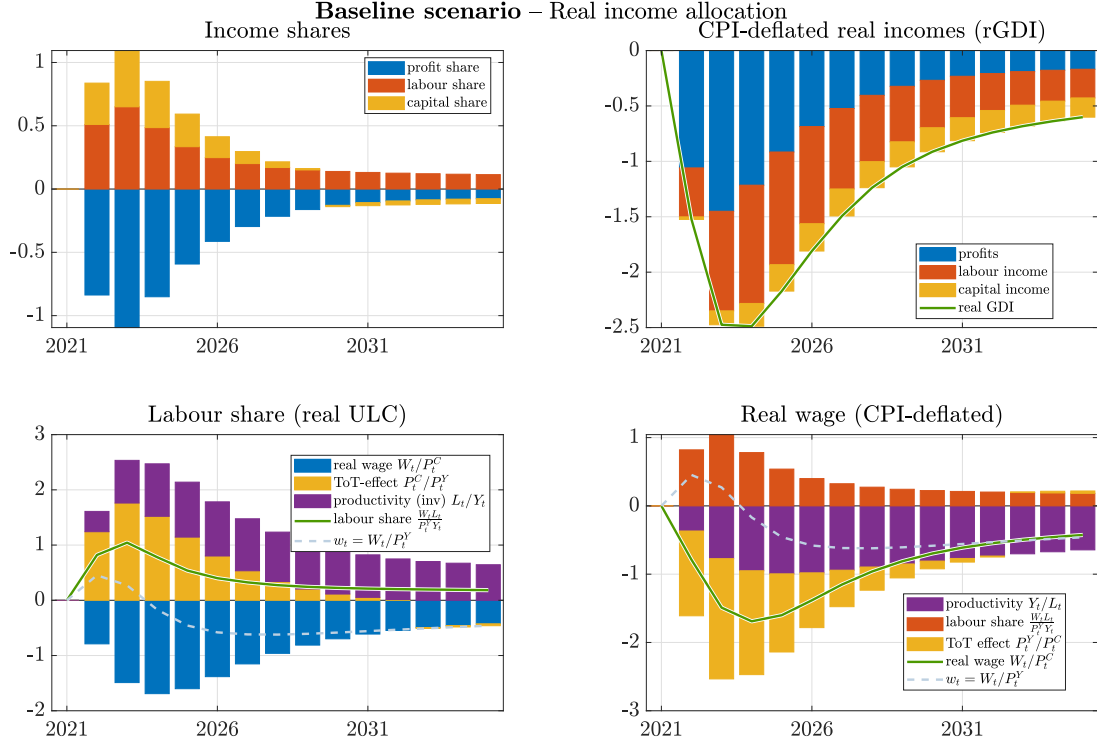 Baseline scenario – Real income allocation
Income shares
1
0.5
0
-0.5
-1
2021
2026
2031
profit share
labour share
capital share
CPI-deflated real incomes (rGDI)
0
-0.5
-1
-1.5
-2
-2.5
2021
2026
2031
profits
labour income
capital income
real GDI
Labour share (real ULC)
3
2
1
0
-1
-2
2021
2026
2031
real wage W_t/P_t^C
ToT-effect P_t^C/P_t^Y
productivity (inv) L_t/Y_t
labour share W_tL_t/P_t^YY_t
w_t = W_t/P_t^Y
Real wage (CPI-deflated)
1
0
-1
-2
-3
2021
2026
2031
productivity Y_t/L_t
labour share W_tL_t/P_t^YY_t
ToT effect P_t^Y/P_t^C
real wage W_t/P_t^C
w_t = W_t/P_t^Y